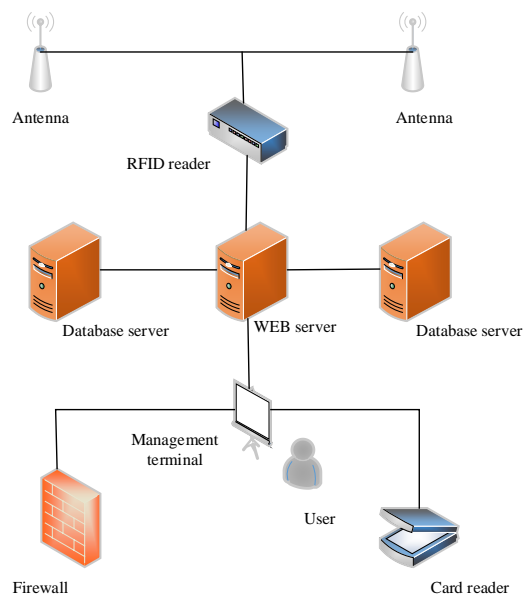 Antenna
Antenna
RFID reader
Database server
WEB server
Database server
Management
terminal
User
Firewall
Card reader